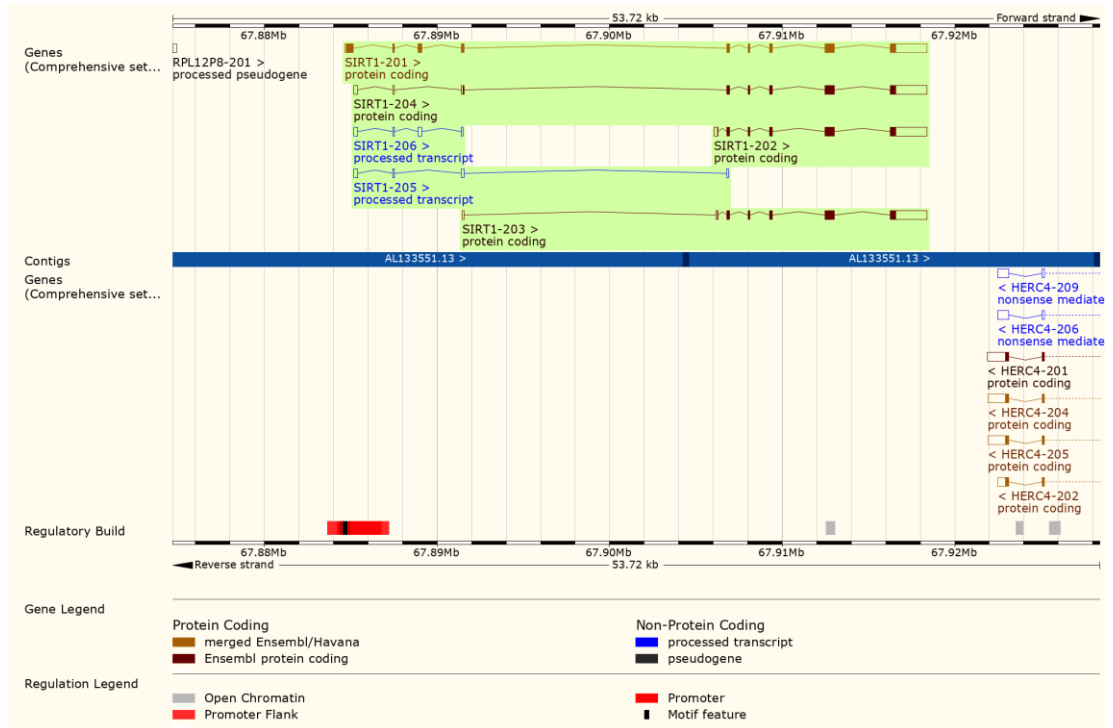 53.72 kb
Forward strand
67.88Mb 67.89Mb 67.90Mb 67.91Mb 67.92Mb
Genes
(Comprehensive set...
RPL12P8-201 >
processed pseudogene
SIRT1-201 >
protein coding
SIRT1-204 >
protein coding
SIRT1-206 >
processed transcript
SIRT1-202 >
protein coding
SIRT1-205 >
processed transcript
SIRT1-203 >
protein coding
Contigs
AL133551.13 > AL133551.13 >
Genes
(Comprehensive set...
< HERC4-209
nonsense mediate
< HERC4-206
nonsense mediate
< HERC4-201
protein coding
< HERC4-204
protein coding
< HERC4-205
protein coding
< HERC4-202
protein coding
Regulatory Build
67.88Mb 67.89Mb 67.90Mb 67.91Mb 67.92Mb
Reverse strand
53.72 kb
Gene Legend
Protein Coding
merged Ensembl/Havana
Ensembl protein coding
Non-Protein Coding
processed transcript
pseudogene
Regulation Legend
Open Chromatin
Promoter Flank
Promoter
Motif feature